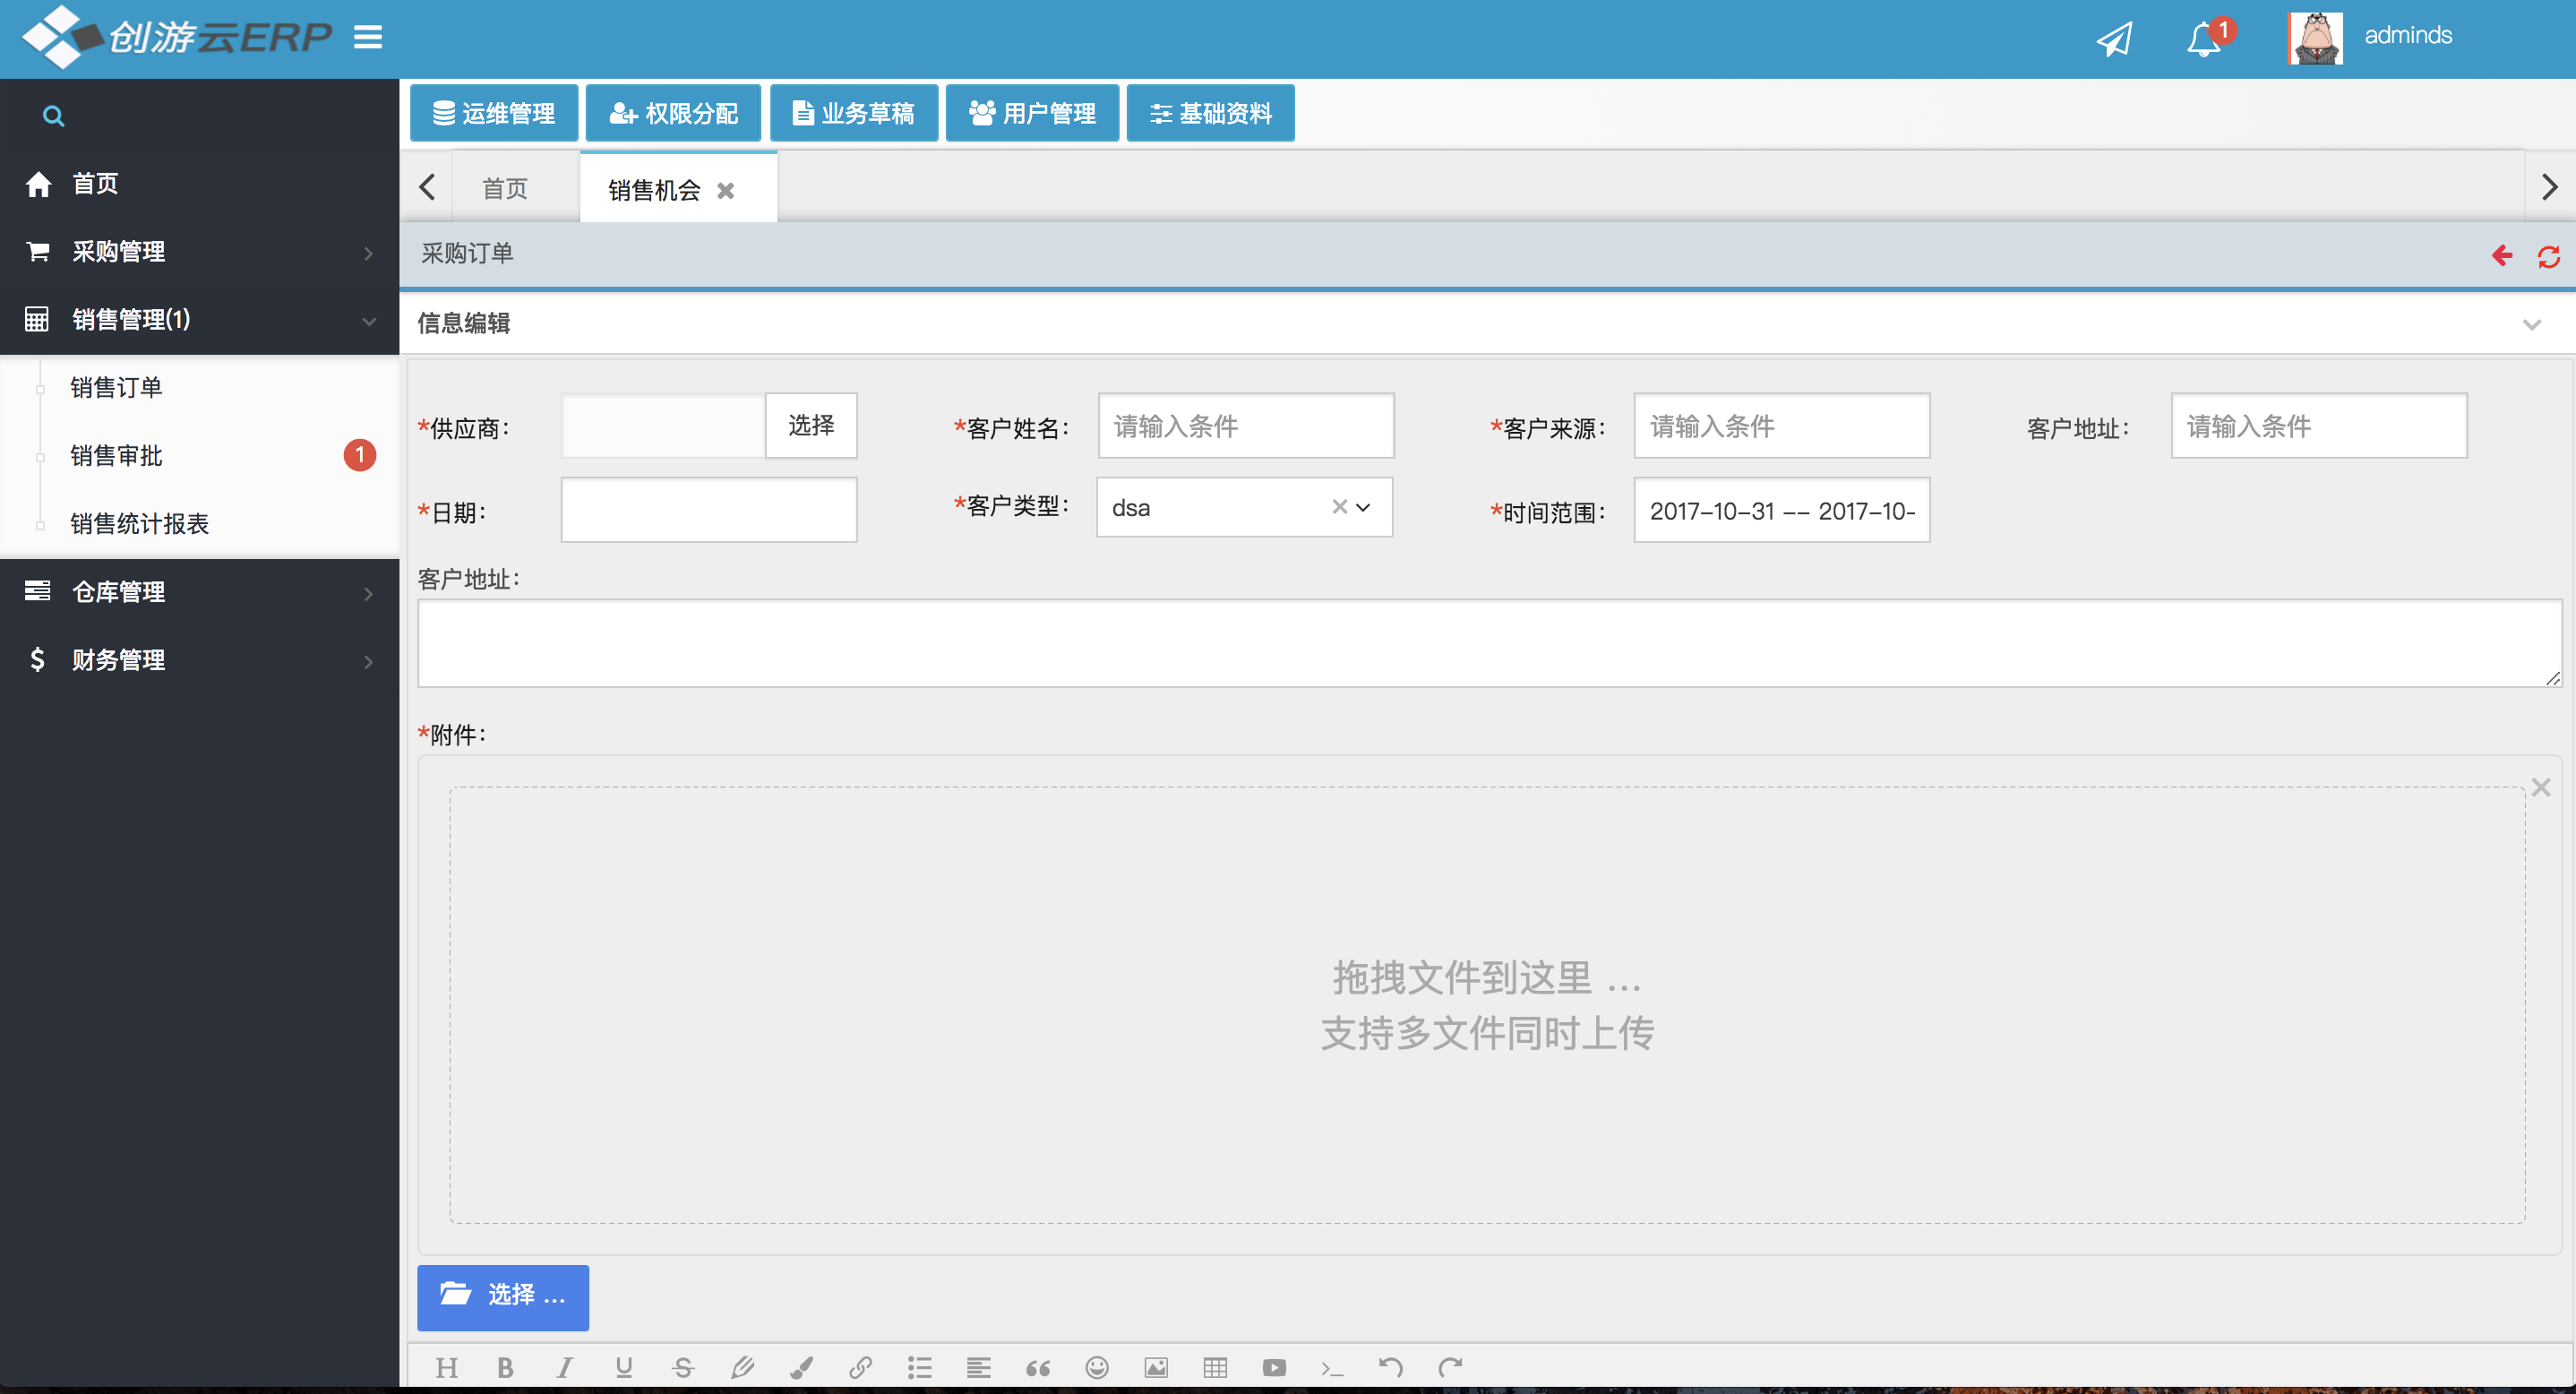 创游云ERP
1
adminds
运维管理
权限分配
业务草稿
用户管理
基础资料
首页
采购管理
销售管理(1)
销售订单
销售审批
1
销售统计报表
仓库管理
财务管理
首页
销售机会
采购订单
信息编辑
*供应商:
选择
*客户姓名:
请输入条件
*客户来源:
请输入条件
客户地址:
请输入条件
*日期:
*客户类型:
dsa
*时间范围:
2017-10-31 -- 2017-10-
客户地址:
*附件:
拖拽文件到这里 ...
支持多文件同时上传
选择 ...